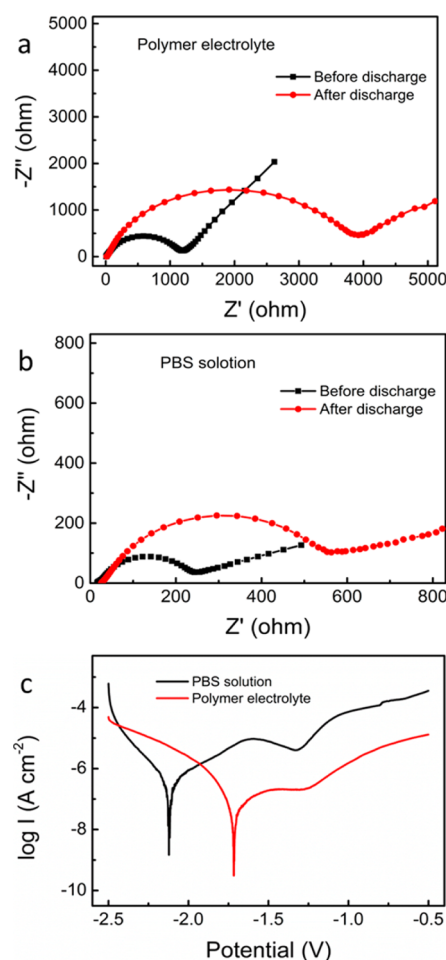 a
Polymer electrolyte
Before discharge
After discharge
-Z'' (ohm)
5000
4000
3000
2000
1000
0
0 1000 2000 3000 4000 5000
Z' (ohm)
b
PBS solotion
Before discharge
After discharge
-Z'' (ohm)
800
600
400
200
0
0 200 400 600 800
Z' (ohm)
c
PBS solution
Polymer electrolyte
log I (A cm-2)
-4
-6
-8
-10
-2.5 -2.0 -1.5 -1.0 -0.5
Potential (V)